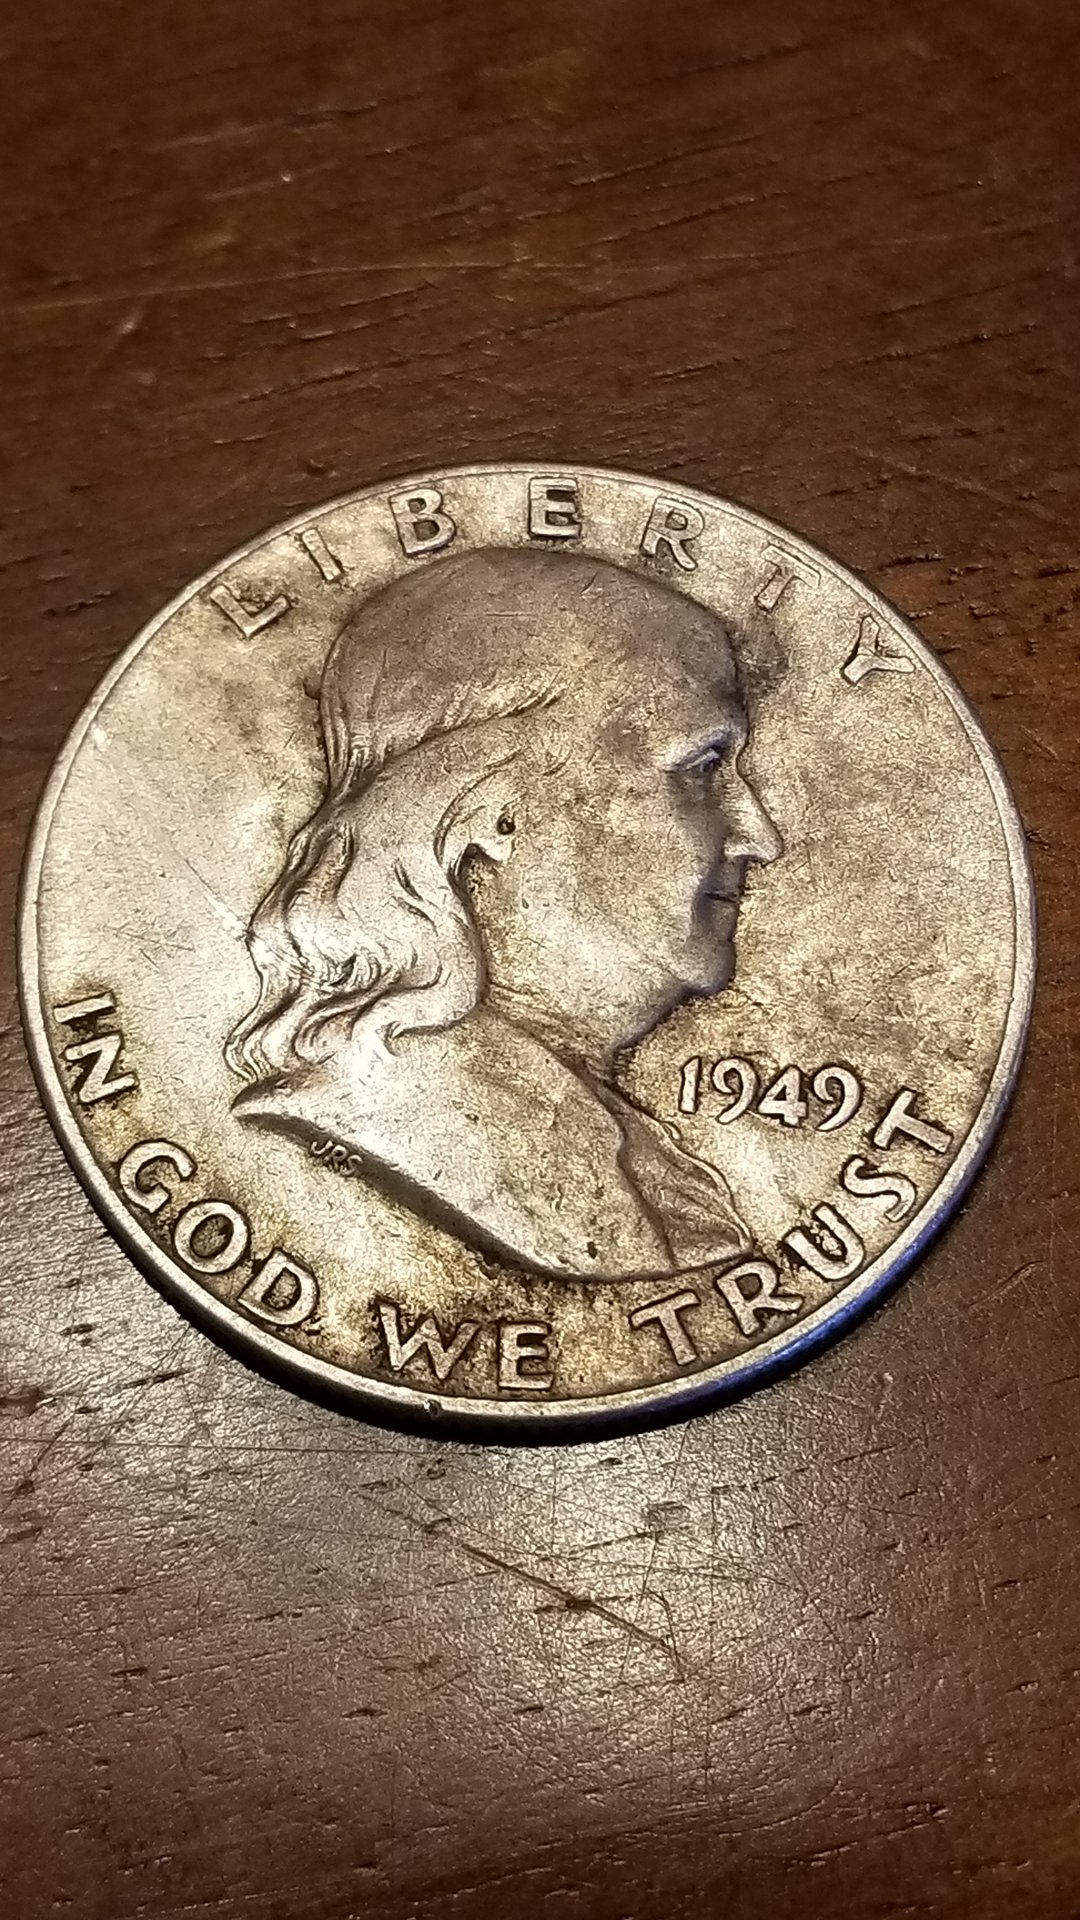 LIBERTY
1949
JRS
IN GOD WE TRUST